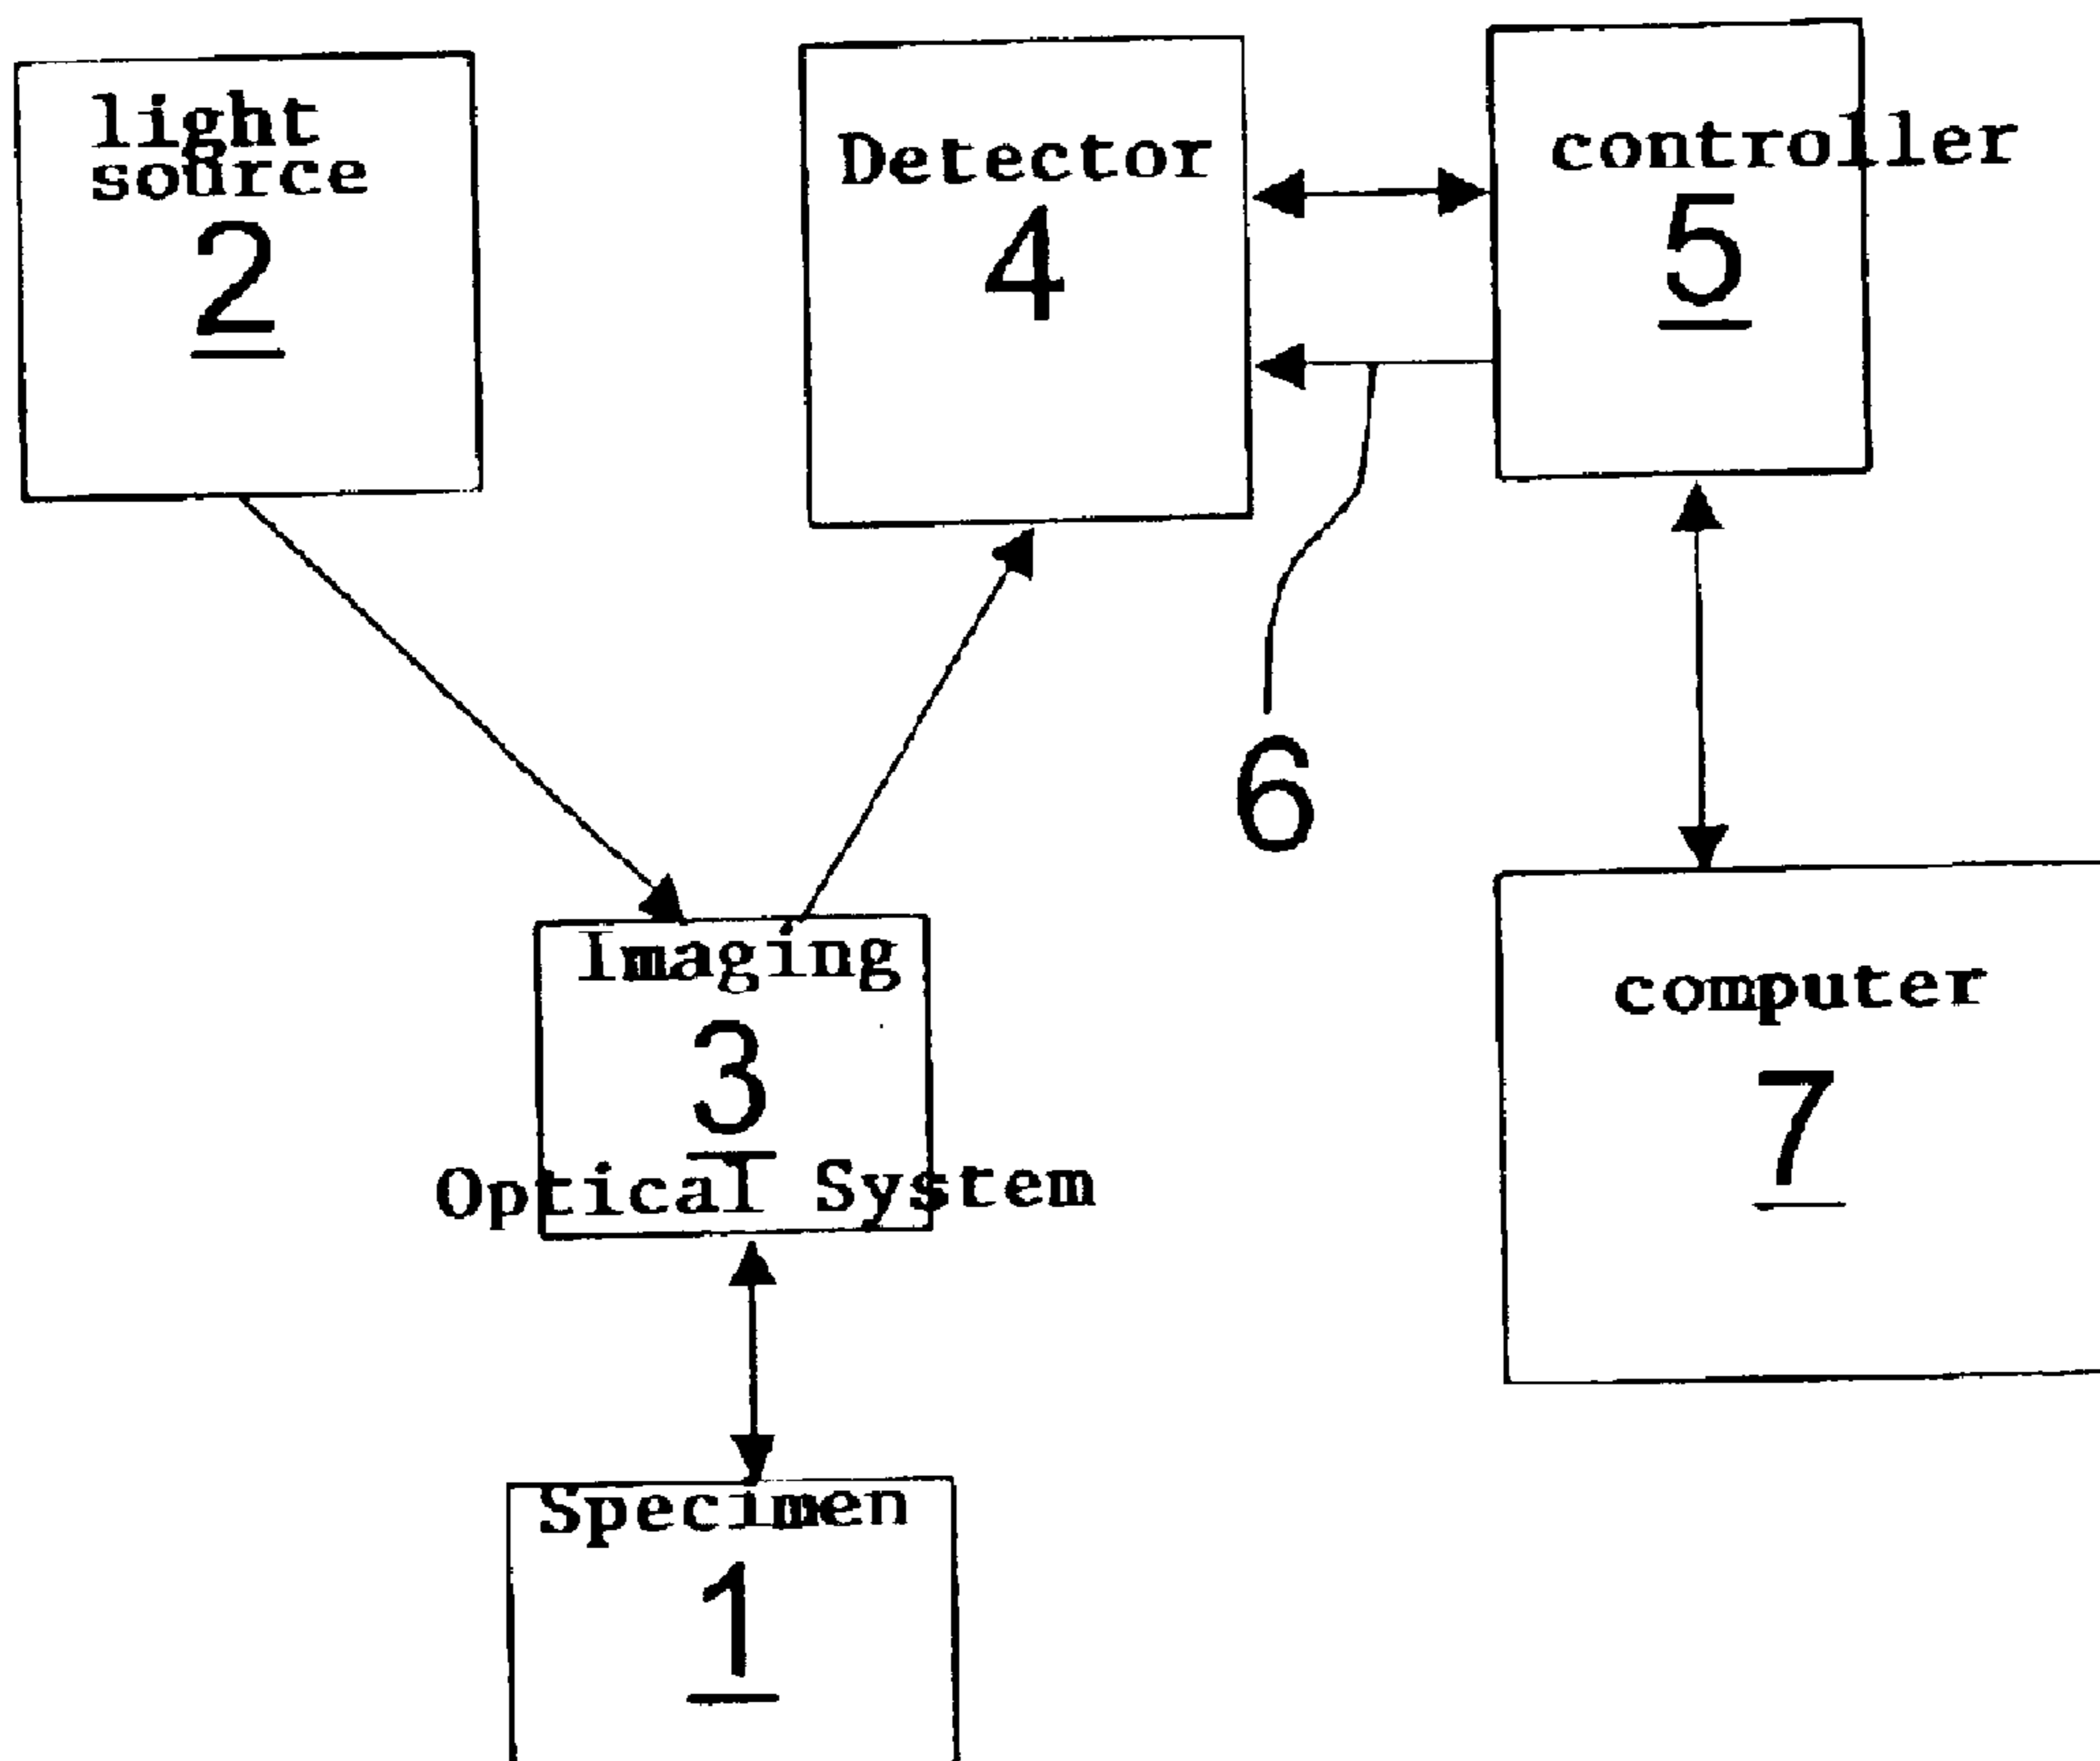 light
source
2
Detector
4
controller
5
6
Imaging
3
Optical System
computer
7
Specimen
1